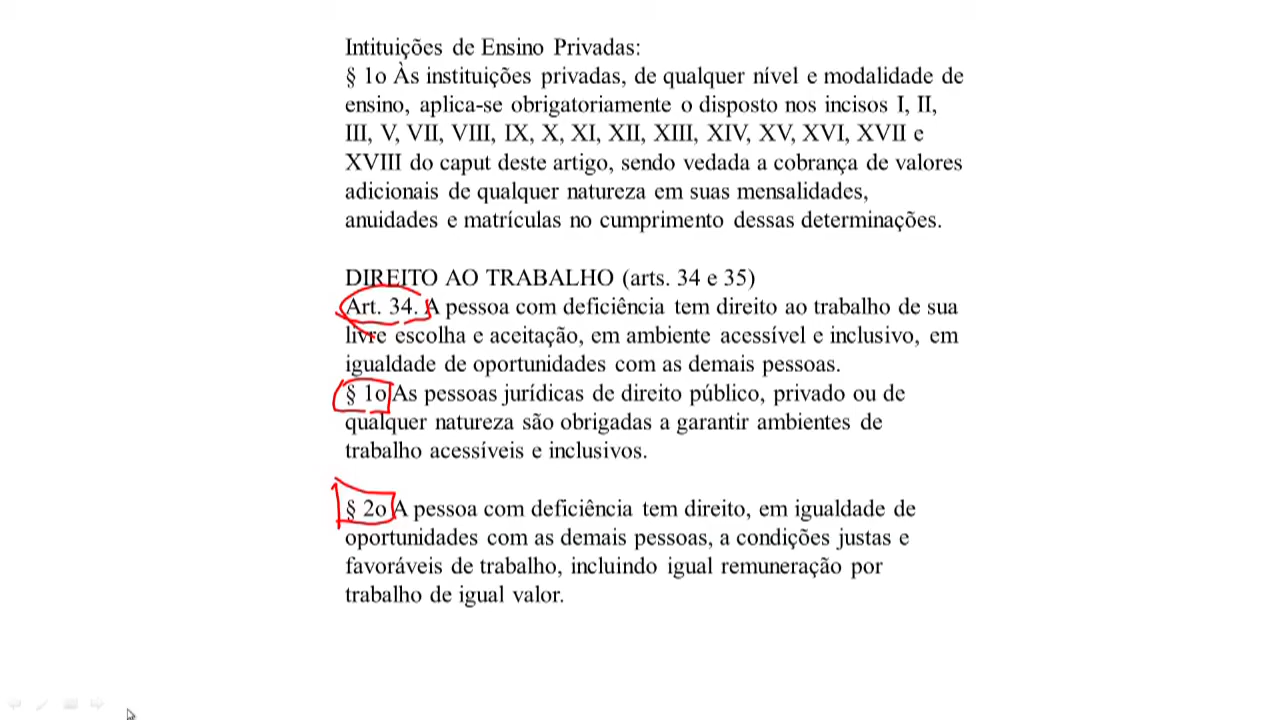 Intituições de Ensino Privadas:
§ 1o Às instituições privadas, de qualquer nível e modalidade de
ensino, aplica-se obrigatoriamente o disposto nos incisos I, II,
III, V, VII, VIII, IX, X, XI, XII, XIII, XIV, XV, XVI, XVII e
XVIII do caput deste artigo, sendo vedada a cobrança de valores
adicionais de qualquer natureza em suas mensalidades,
anuidades e matrículas no cumprimento dessas determinações.
DIREITO AO TRABALHO (arts. 34 e 35)
Art. 34. A pessoa com deficiência tem direito ao trabalho de sua
livre escolha e aceitação, em ambiente acessível e inclusivo, em
igualdade de oportunidades com as demais pessoas.
§ 1o As pessoas jurídicas de direito público, privado ou de
qualquer natureza são obrigadas a garantir ambientes de
trabalho acessíveis e inclusivos.
§ 2o A pessoa com deficiência tem direito, em igualdade de
oportunidades com as demais pessoas, a condições justas e
favoráveis de trabalho, incluindo igual remuneração por
trabalho de igual valor.